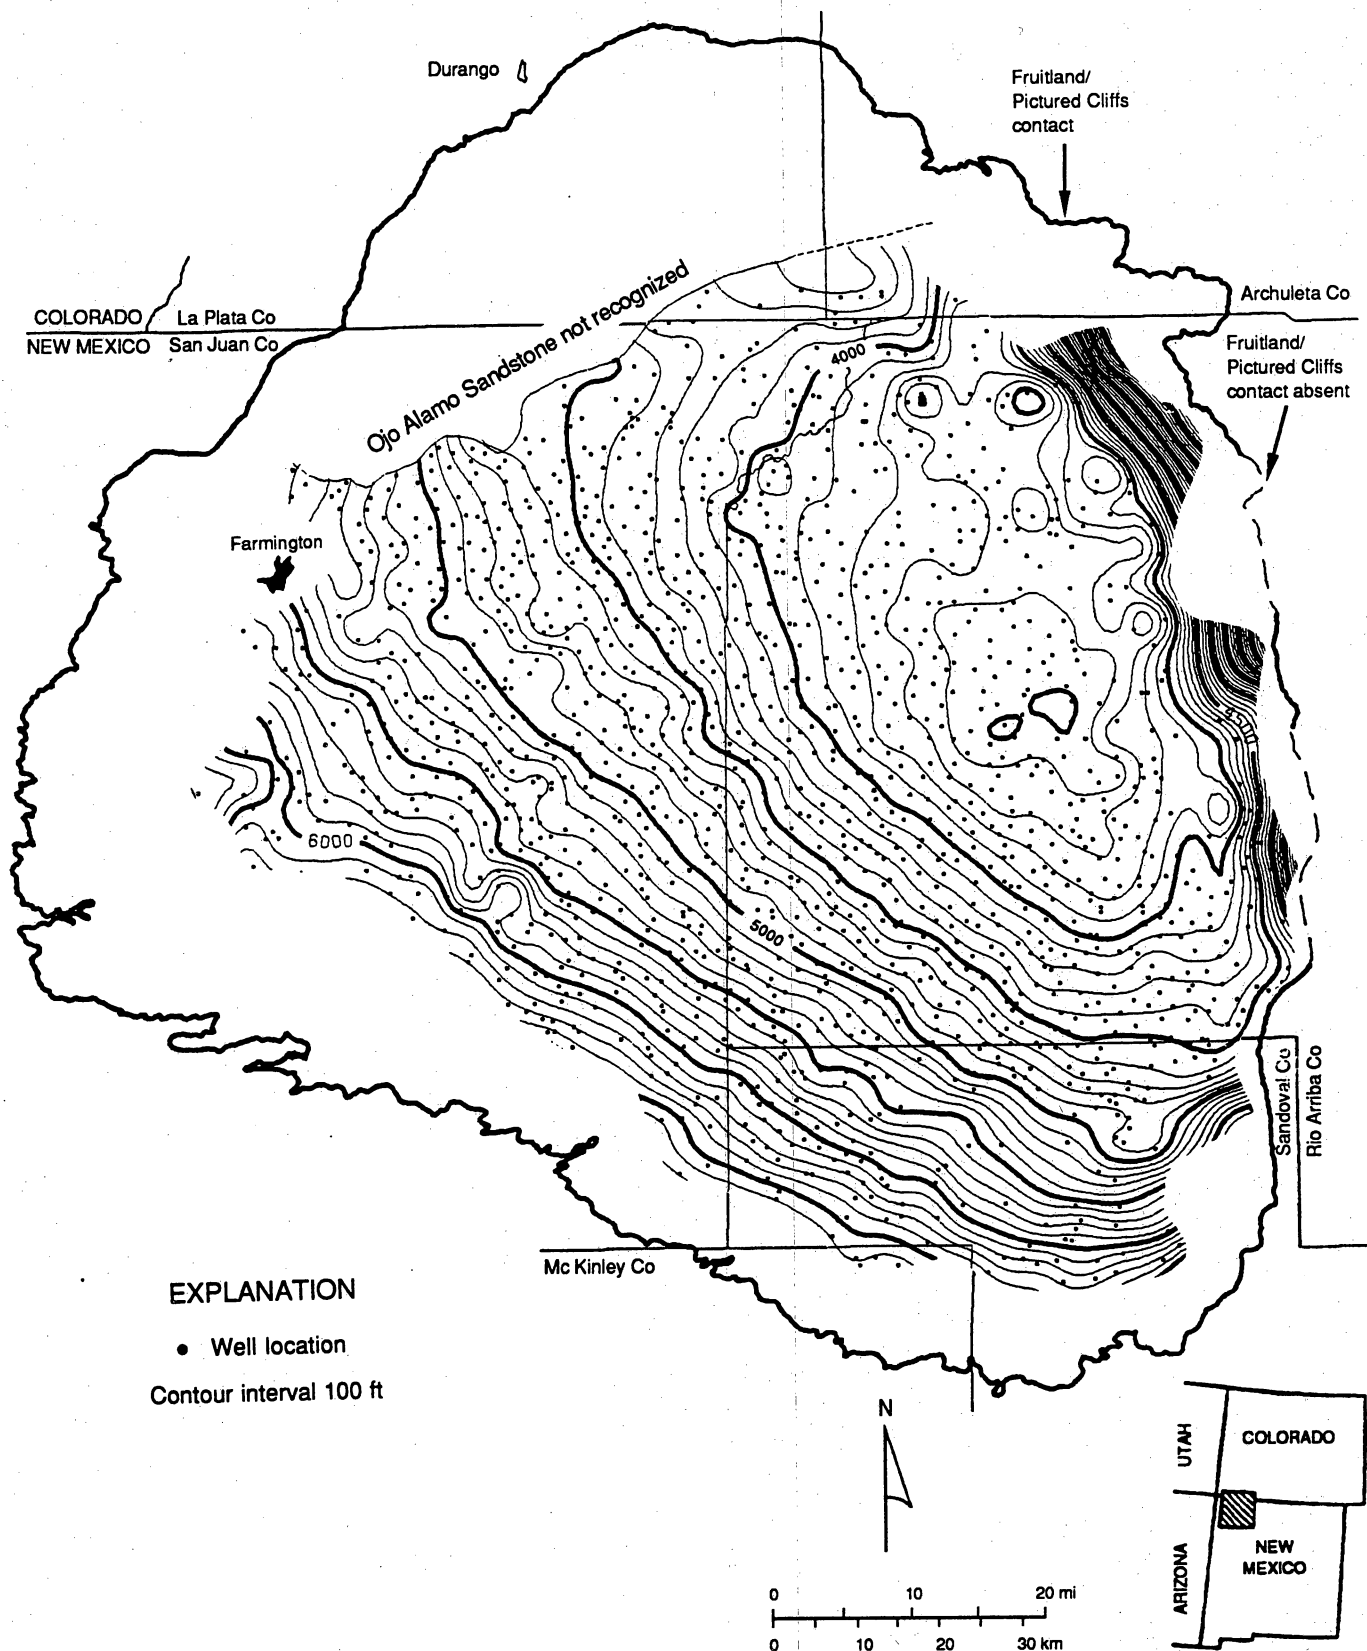 Durango
Fruitland/
Pictured Cliffs
contact
COLORADO
La Plata Co
Archuleta Co
NEW MEXICO
San Juan Co
Ojo Alamo Sandstone not recognized
4000
Fruitland/
Pictured Cliffs
contact absent
Farmington
6000
5000
Sandoval Co
Rio Arriba Co
Mc Kinley Co
EXPLANATION
Well location
Contour interval 100 ft
N
0 10 20 mi
0 10 20 30 km
UTAH
COLORADO
ARIZONA
NEW
MEXICO